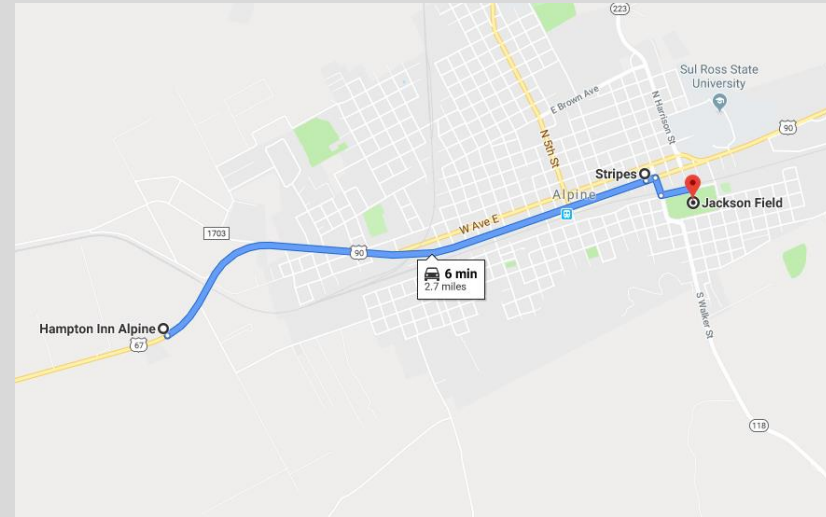 223
Sul Ross State
University
E Brown Ave
N Harrison St
90
N 5th St
Stripes
Alpine
Jackson Field
W Ave E
1703
90
6 min
2.7 miles
Hampton Inn Alpine
67
S Walker St
118